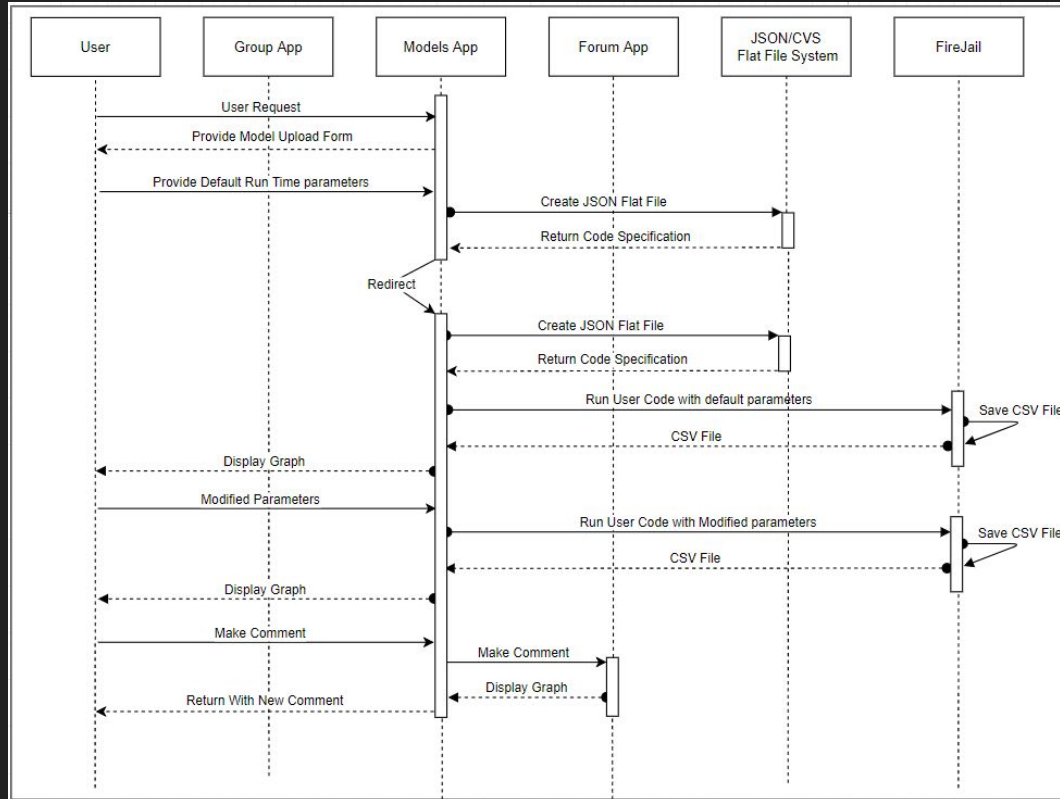 User
Group App
Models App
Forum App
JSON/CVS
Flat File System
FireJail
User Request
Provide Model Upload Form
Provide Default Run Time parameters
Create JSON Flat File
Return Code Specification
Redirect
Create JSON Flat File
Return Code Specification
Run User Code with default parameters
Save CSV File
CSV File
Display Graph
Modified Parameters
Run User Code with Modified parameters
Save CSV File
CSV File
Display Graph
Make Comment
Make Comment
Display Graph
Return With New Comment